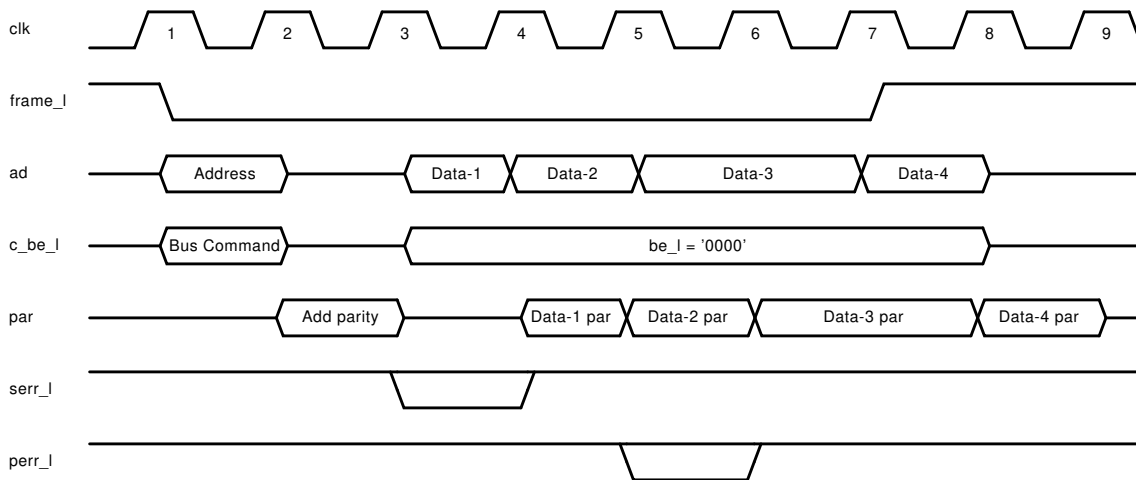 clk 1 2 3 4 5 6 7 8 9
frame_l
ad Address Data-1 Data-2 Data-3 Data-4
c_be_l Bus Command be_l = '0000'
par Add parity Data-1 par Data-2 par Data-3 par Data-4 par
serr_l
perr_l